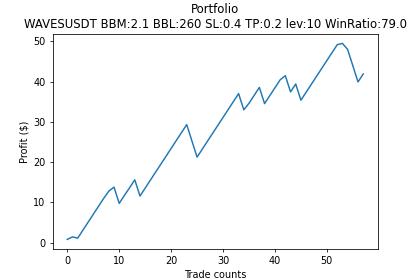 Portfolio
WAVESUSDT BBM:2.1 BBL:260 SL:0.4 TP:0.2 lev:10 WinRatio:79.0
50
40
30
20
10
0
Profit ($)
0 10 20 30 40 50
Trade counts